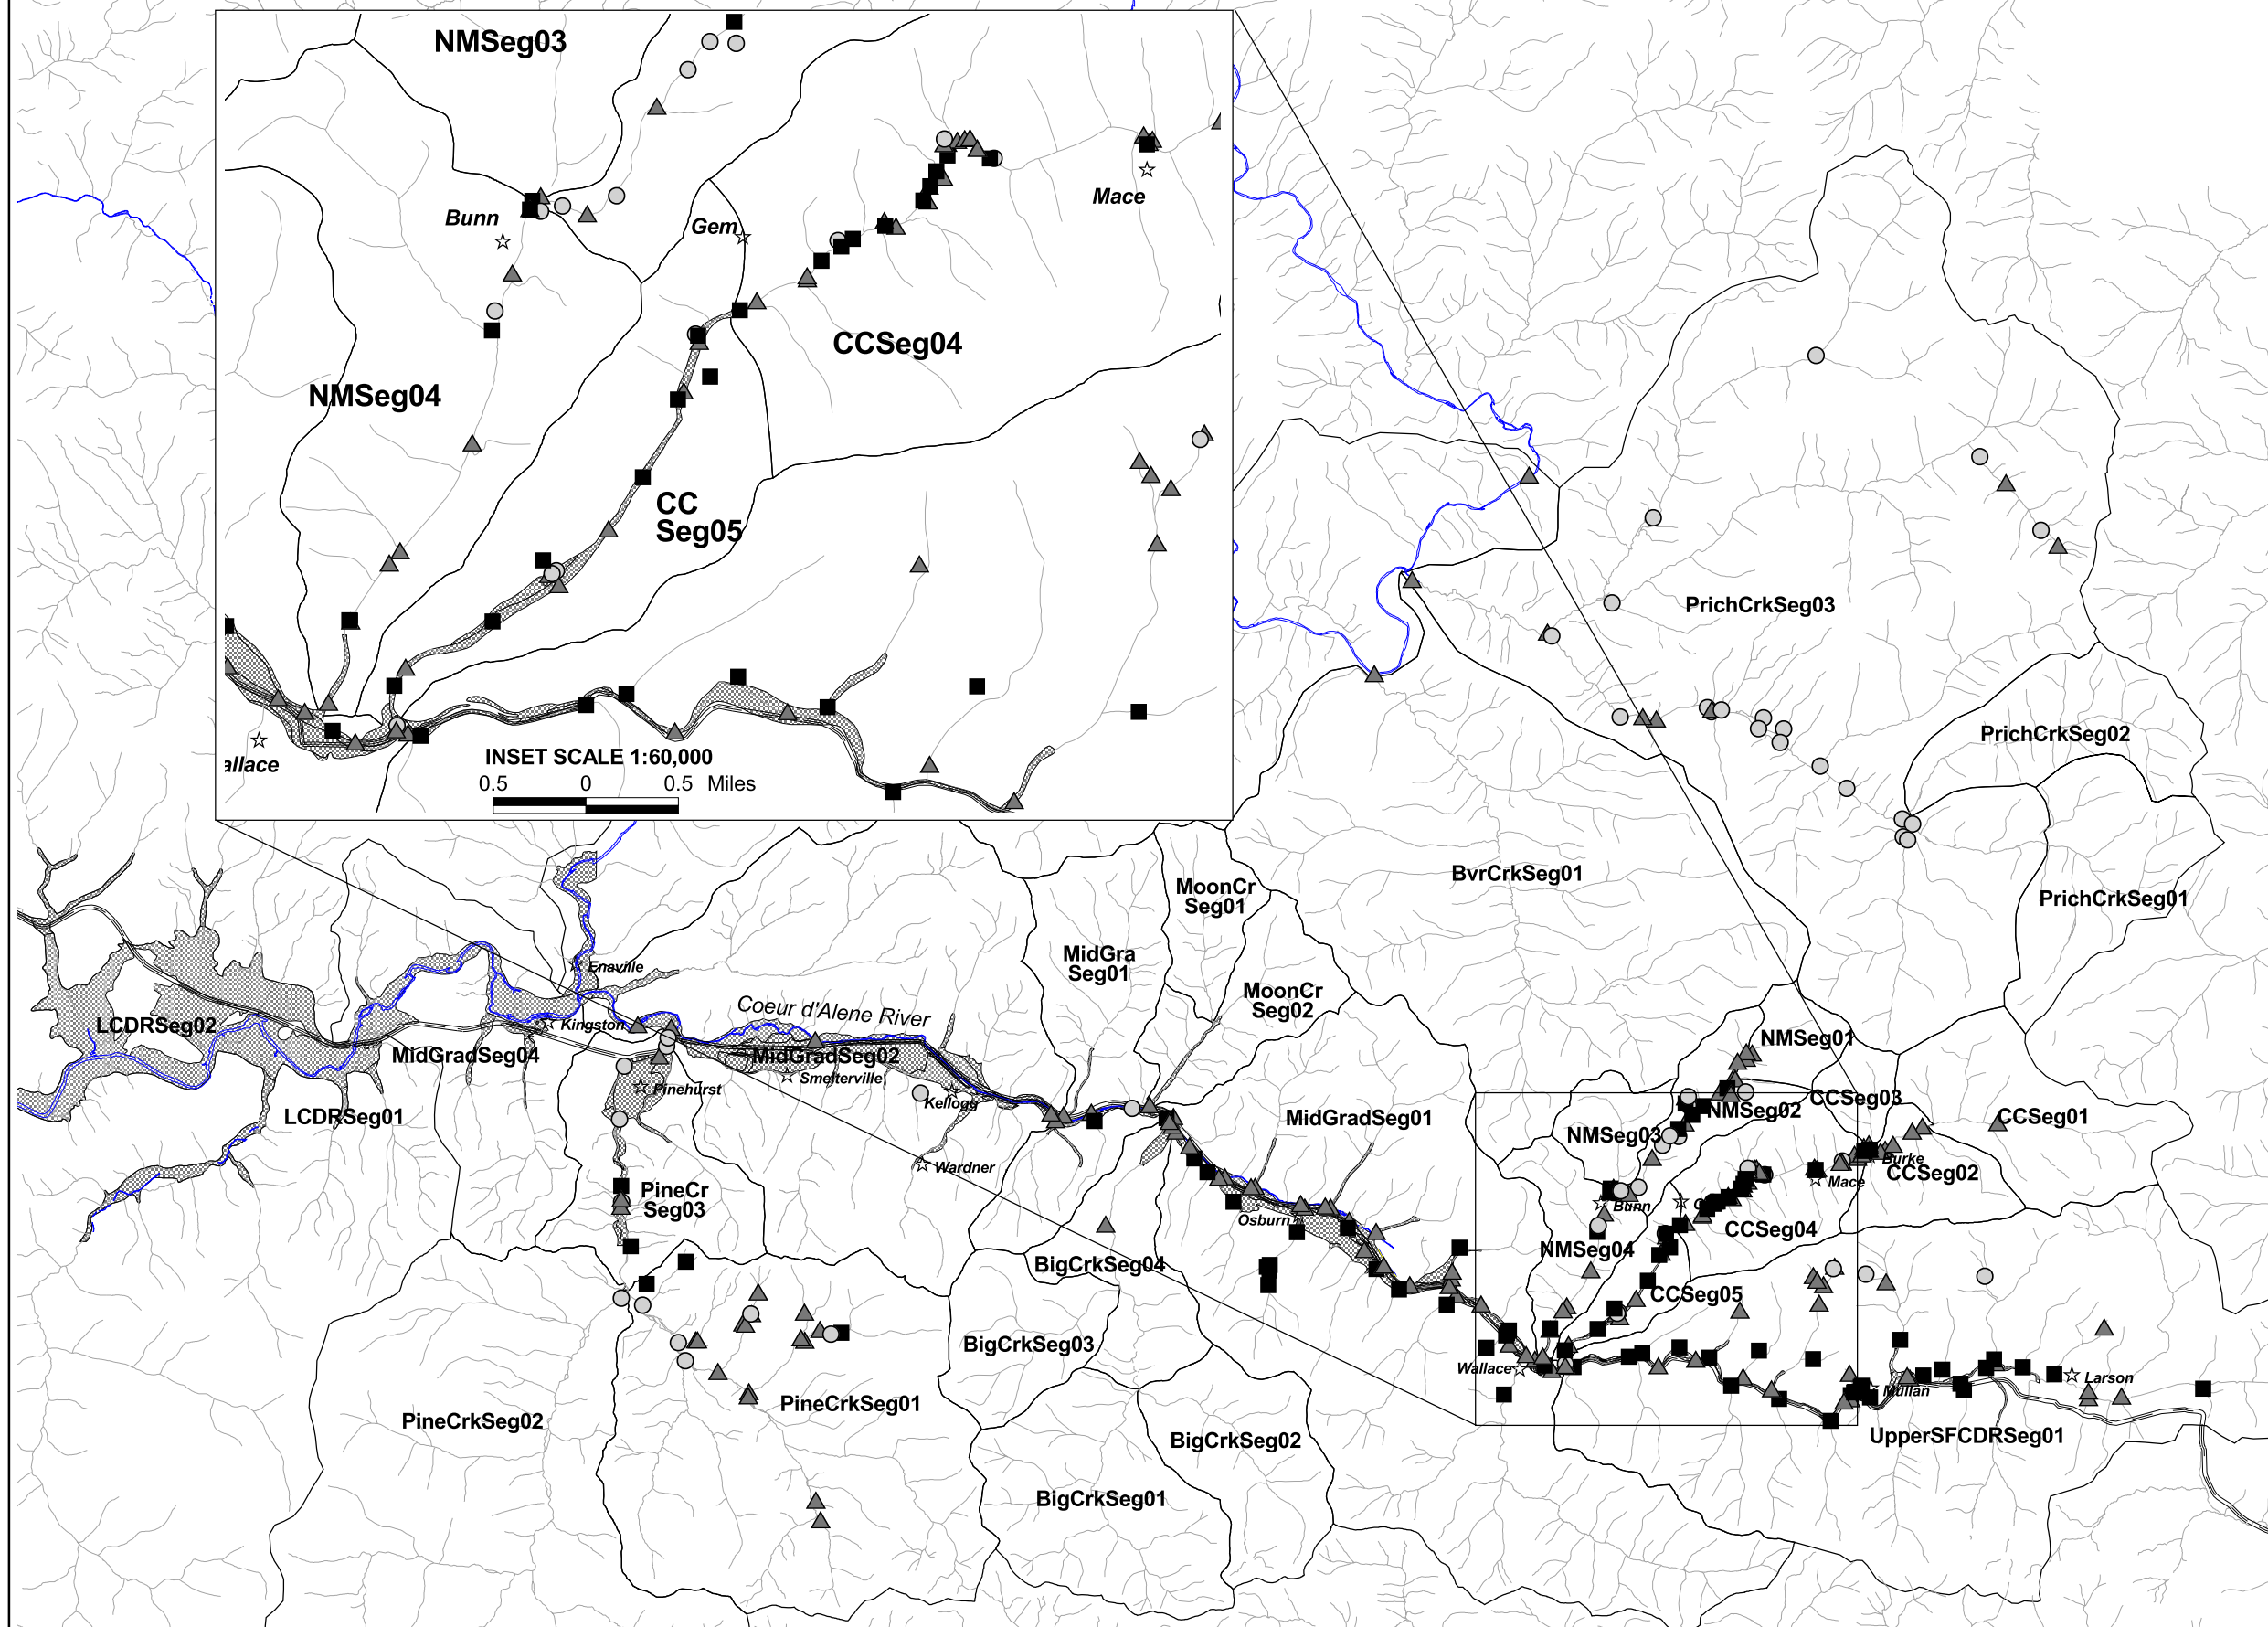 NMSeg03
Bunn
Gem
Mace
CCSeg04
NMSeg04
CC
Seg05
allace
INSET SCALE 1:60,000
0.5 0 0.5 Miles
PrichCrkSeg03
PrichCrkSeg02
PrichCrkSeg01
BvrCrkSeg01
MoonCr
Seg01
MidGra
Seg01
MoonCr
Seg02
Enaville
Coeur d'Alene River
LCDRSeg02
Kingston
MidGradSeg04
MidGradSeg02
Smelterville
Pinehurst
Kellogg
LCDRSeg01
MidGradSeg01
NMSeg01
CCSeg03
NMSeg02
CCSeg01
NMSeg03
Burke
CCSeg02
Mace
Wardner
PineCr
Seg03
Osburn
Bunn
CCSeg04
NMSeg04
BigCrkSeg04
CCSeg05
BigCrkSeg03
Wallace
Larson
Mullan
PineCrkSeg01
PineCrkSeg02
BigCrkSeg02
UpperSFCDRSeg01
BigCrkSeg01